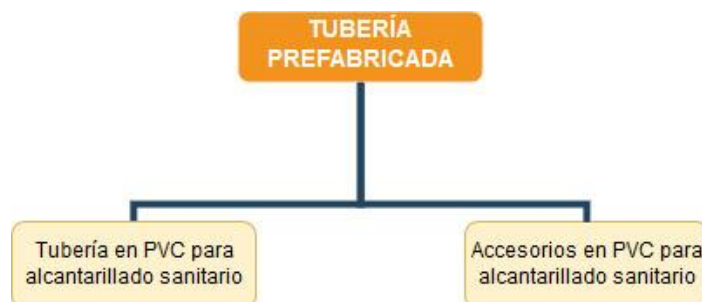 TUBERÍA
PREFABRICADA
Tubería en PVC para
alcantarillado sanitario
Accesorios en PVC para
alcantarillado sanitario